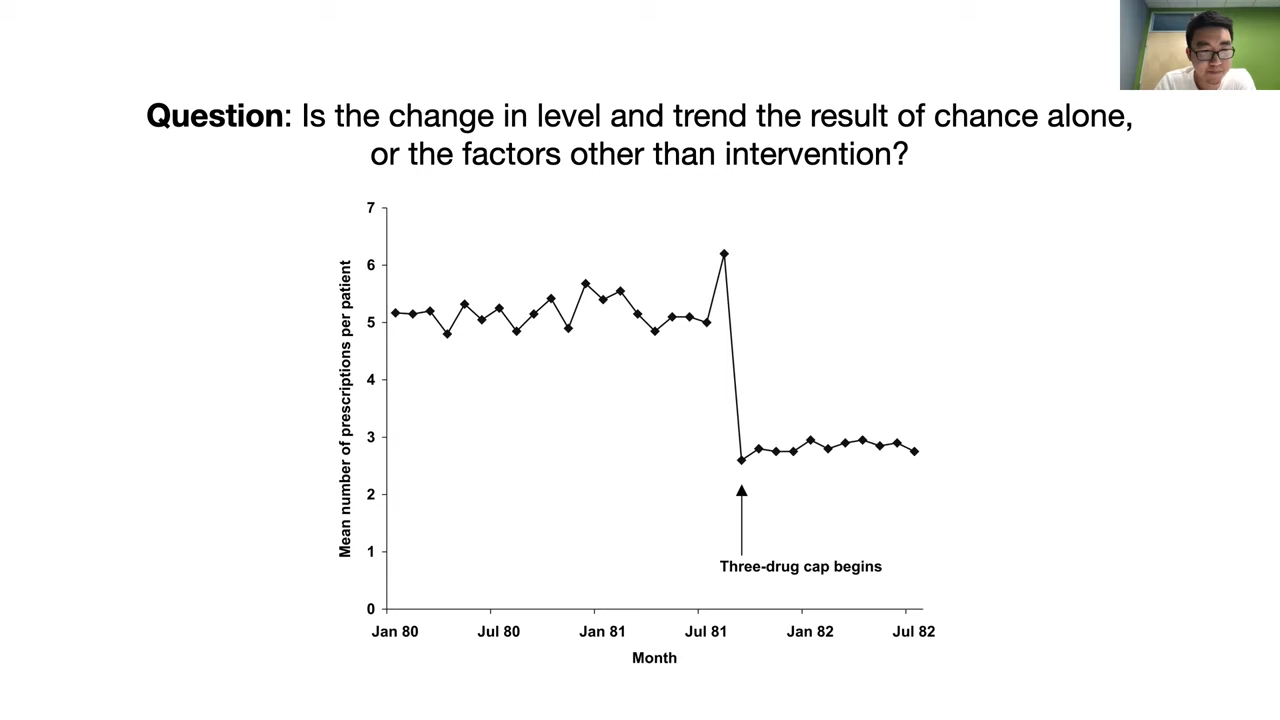 Question: Is the change in level and trend the result of chance alone,
or the factors other than intervention?
7
6
5
4
3
2
1
0
Mean number of prescriptions per patient
Three-drug cap begins
Jan 80 Jul 80 Jan 81 Jul 81 Jan 82 Jul 82
Month